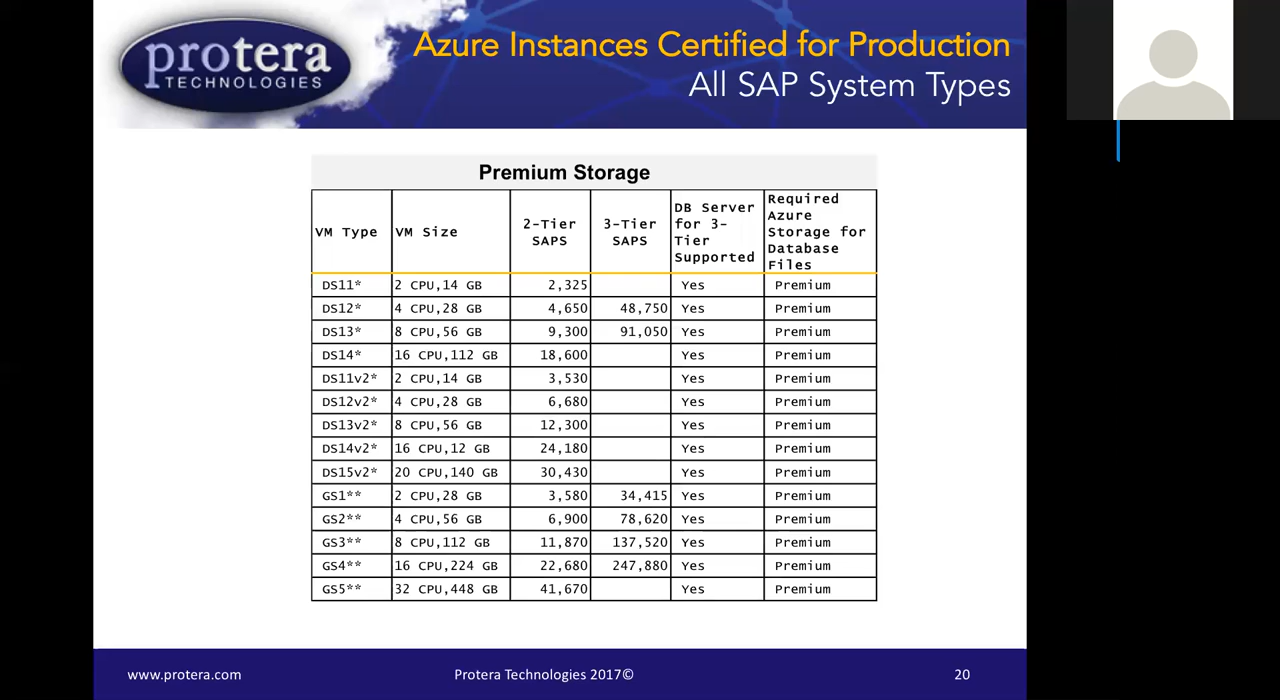 protera
TECHNOLOGIES
Azure Instances Certified for Production
All SAP System Types
Premium Storage
VM Type VM Size 2-Tier SAPS 3-Tier SAPS DB Server for 3-Tier Supported Required Azure Storage for Database Files
DS11* 2 CPU,14 GB 2,325 Yes Premium
DS12* 4 CPU,28 GB 4,650 48,750 Yes Premium
DS13* 8 CPU,56 GB 9,300 91,050 Yes Premium
DS14* 16 CPU,112 GB 18,600 Yes Premium
DS11v2* 2 CPU,14 GB 3,530 Yes Premium
DS12v2* 4 CPU,28 GB 6,680 Yes Premium
DS13v2* 8 CPU,56 GB 12,300 Yes Premium
DS14v2* 16 CPU,12 GB 24,180 Yes Premium
DS15v2* 20 CPU,140 GB 30,430 Yes Premium
GS1** 2 CPU,28 GB 3,580 34,415 Yes Premium
GS2** 4 CPU,56 GB 6,900 78,620 Yes Premium
GS3** 8 CPU,112 GB 11,870 137,520 Yes Premium
GS4** 16 CPU,224 GB 22,680 247,880 Yes Premium
GS5** 32 CPU,448 GB 41,670 Yes Premium
www.protera.com Protera Technologies 2017© 20